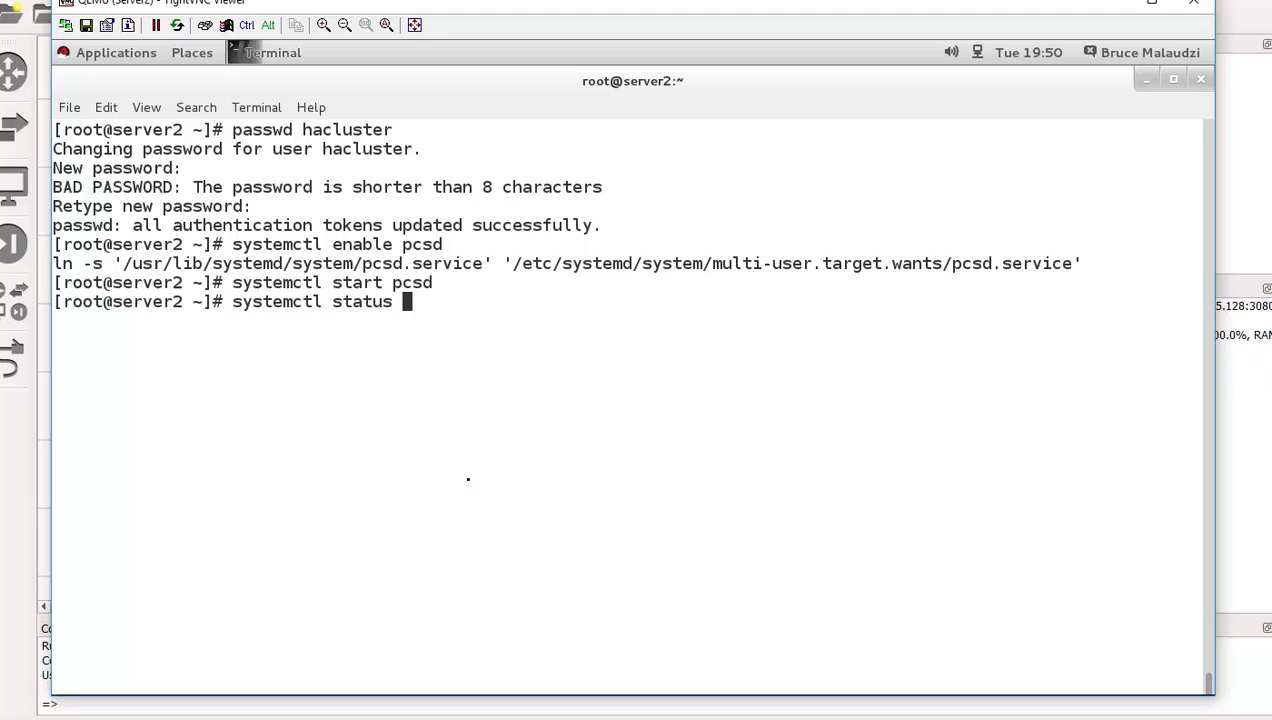 QEMU (Server2) - TightVNC Viewer
Ctrl Alt
Applications Places Terminal Tue 19:50 Bruce Malaudzi
root@server2:~
File Edit View Search Terminal Help
[root@server2 ~]# passwd hacluster
Changing password for user hacluster.
New password:
BAD PASSWORD: The password is shorter than 8 characters
Retype new password:
passwd: all authentication tokens updated successfully.
[root@server2 ~]# systemctl enable pcsd
ln -s '/usr/lib/systemd/system/pcsd.service' '/etc/systemd/system/multi-user.target.wants/pcsd.service'
[root@server2 ~]# systemctl start pcsd
[root@server2 ~]# systemctl status
5.128:3080
00.0%, RAM
=>